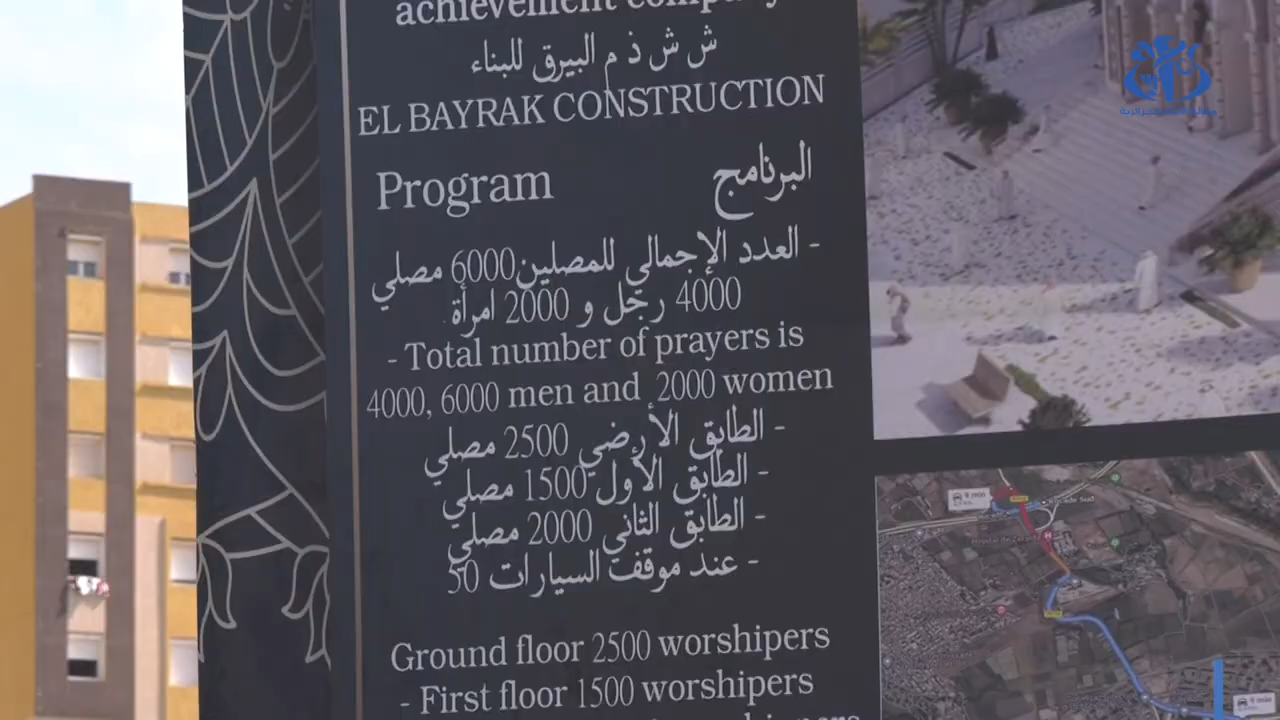 achievement company
ش ش ذ م البيرق للبناء
EL BAYRAK CONSTRUCTION
Program البرنامج
- العدد الإجمالي للمصلين6000 مصلي
4000 رجل و 2000 امرأة
- Total number of prayers is
4000, 6000 men and 2000 women
- الطابق الأرضي 2500 مصلي
- الطابق الأول 1500 مصلي
- الطابق الثاني 2000 مصلي
- عند موقف السيارات 50
Ground floor 2500 worshipers
- First floor 1500 worshipers